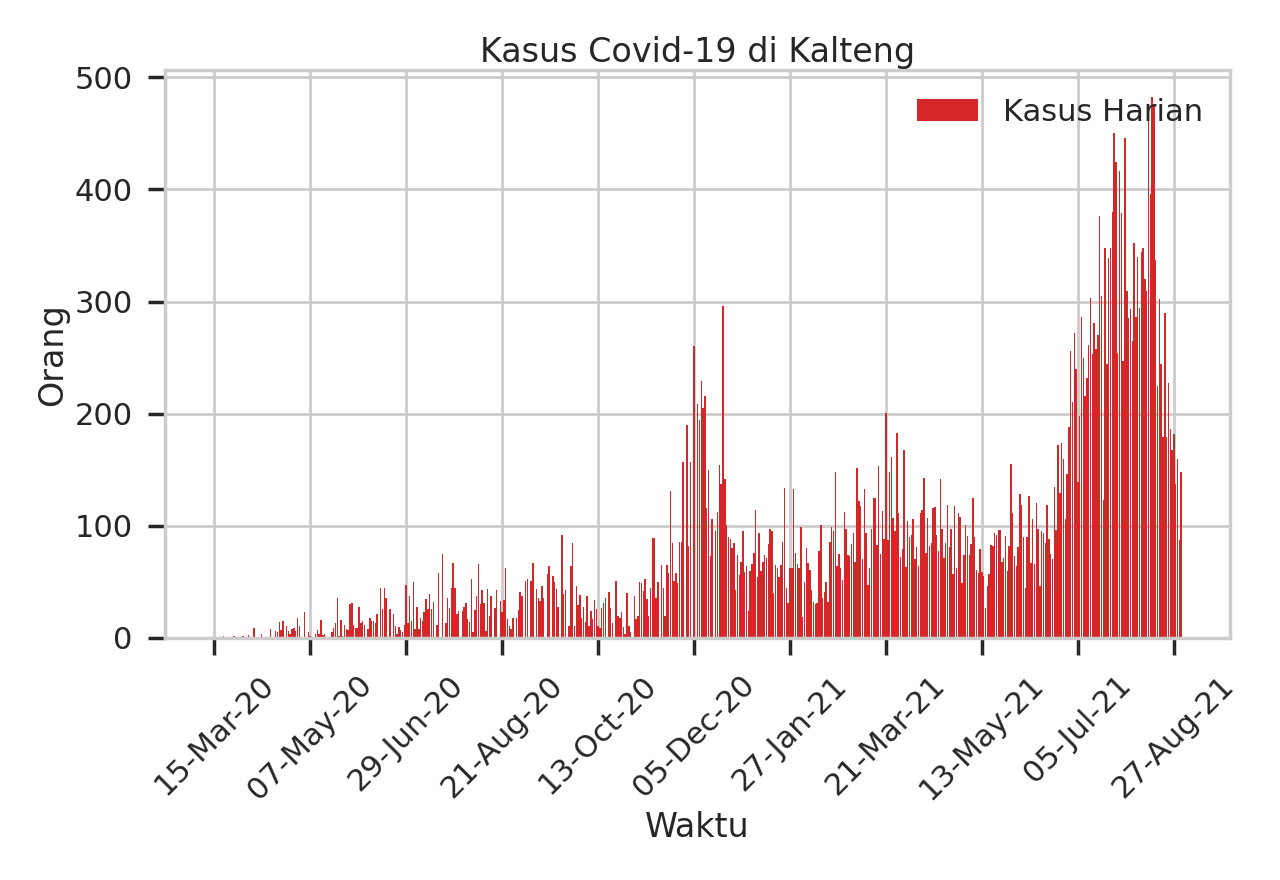 Kasus Covid-19 di Kalteng
Kasus Harian
Orang
500
400
300
200
100
0
15-Mar-20
07-May-20
29-Jun-20
21-Aug-20
13-Oct-20
05-Dec-20
27-Jan-21
21-Mar-21
13-May-21
05-Jul-21
27-Aug-21
Waktu